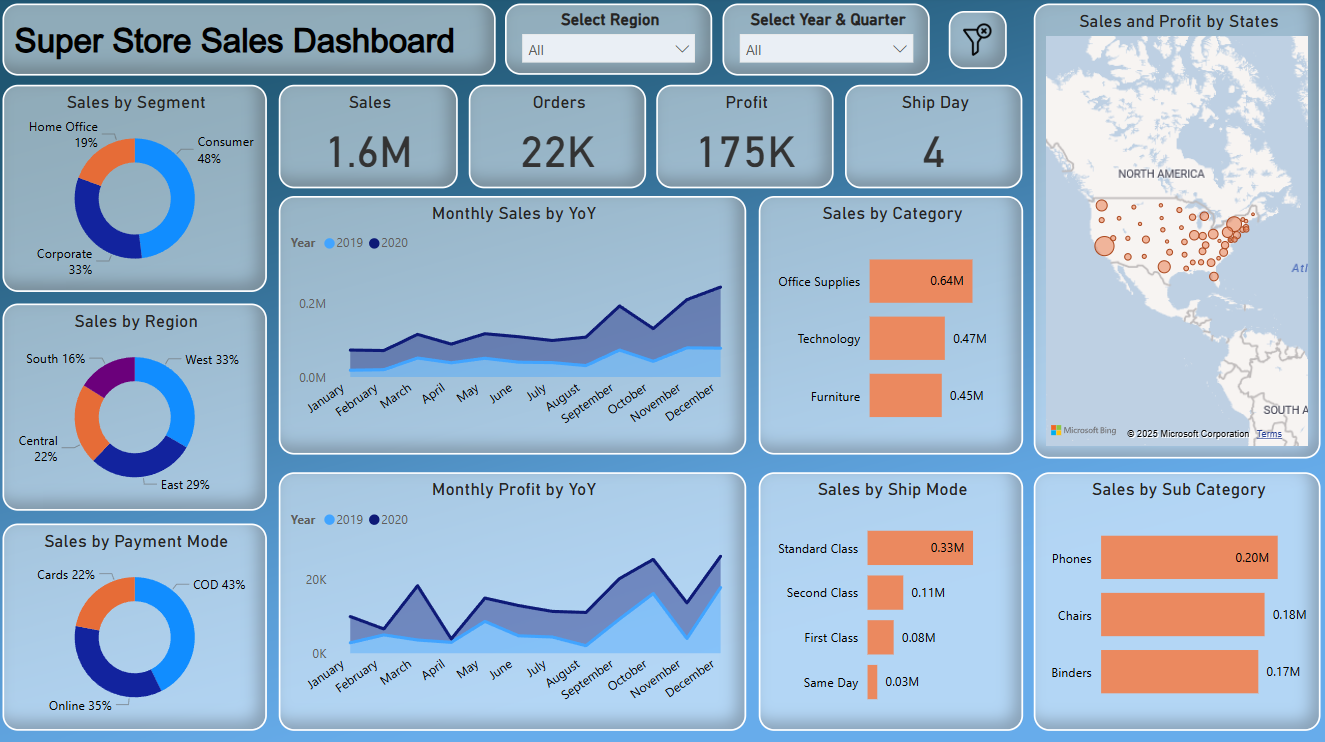 Super Store Sales Dashboard
Select Region
All
Select Year & Quarter
All
Sales and Profit by States
NORTH AMERICA
Atl
SOUTH A
Microsoft Bing
© 2025 Microsoft Corporation Terms
Sales by Segment
Home Office
19%
Consumer
48%
Corporate
33%
Sales
1.6M
Orders
22K
Profit
175K
Ship Day
4
Monthly Sales by YoY
Year 2019 2020
0.2M
0.0M
January
February
March
April
May
June
July
August
September
October
November
December
Sales by Category
Office Supplies 0.64M
Technology 0.47M
Furniture 0.45M
Sales by Region
South 16%
West 33%
Central
22%
East 29%
Sales by Payment Mode
Cards 22%
COD 43%
Online 35%
Monthly Profit by YoY
Year 2019 2020
20K
0K
January
February
March
April
May
June
July
August
September
October
November
December
Sales by Ship Mode
Standard Class 0.33M
Second Class 0.11M
First Class 0.08M
Same Day 0.03M
Sales by Sub Category
Phones 0.20M
Chairs 0.18M
Binders 0.17M